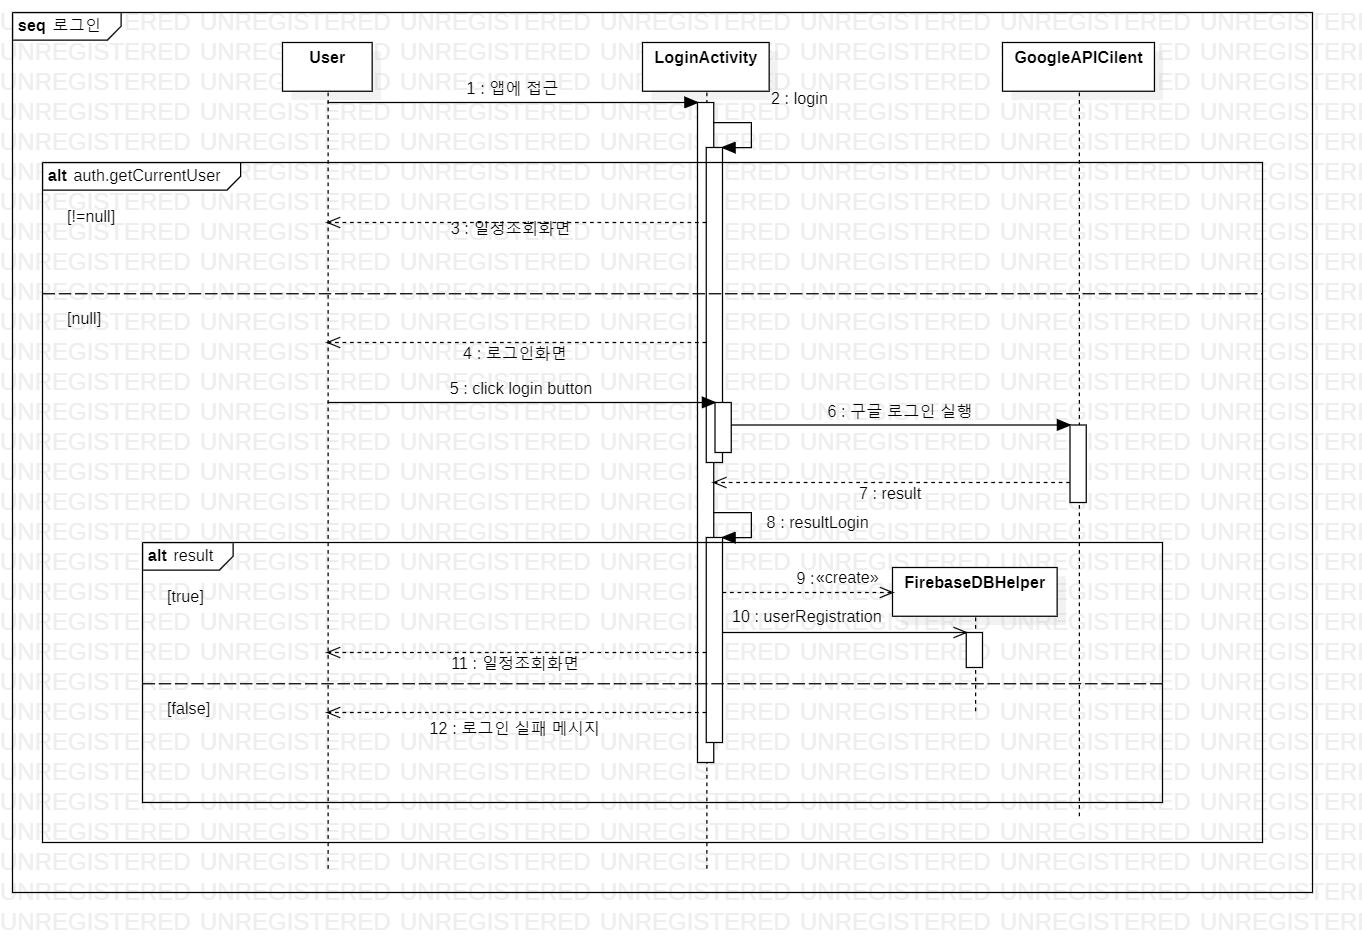 seq 로그인
User
LoginActivity
GoogleAPICilent
1 : 앱에 접근
2 : login
alt auth.getCurrentUser
[!=null]
3 : 일정조회화면
[null]
4 : 로그인화면
5 : click login button
6 : 구글 로그인 실행
7 : result
8 : resultLogin
alt result
[true]
9 :«create»
FirebaseDBHelper
10 : userRegistration
11 : 일정조회화면
[false]
12 : 로그인 실패 메시지
UNREGISTERED